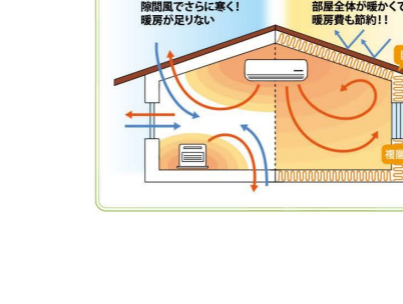 隙間風でさらに寒く!
暖房が足りない
部屋全体が暖かくて
暖房費も節約!!
複層